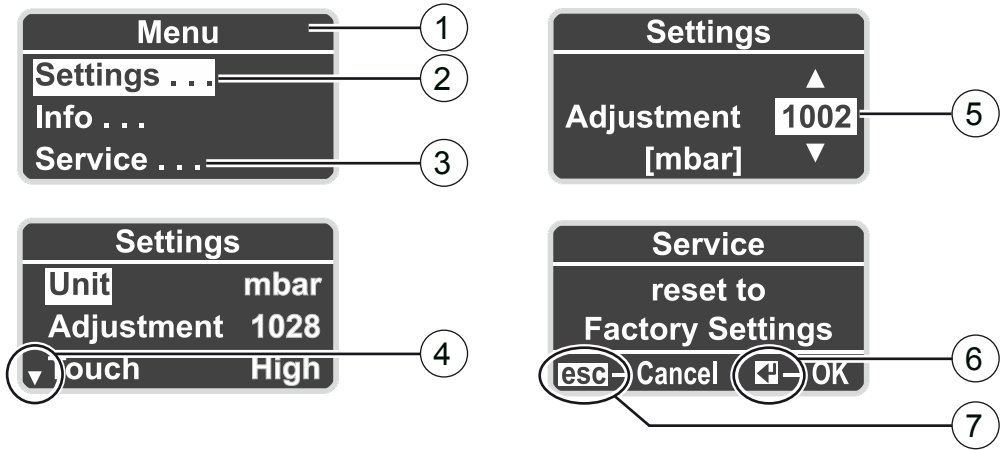 Menu
Settings . . .
Info . . .
Service . . .
1
2
3
Settings
▲
Adjustment 1002
[mbar] ▼
5
Settings
Unit mbar
Adjustment 1028
▼ Touch High
4
Service
reset to
Factory Settings
esc – Cancel ↵ – OK
6
7